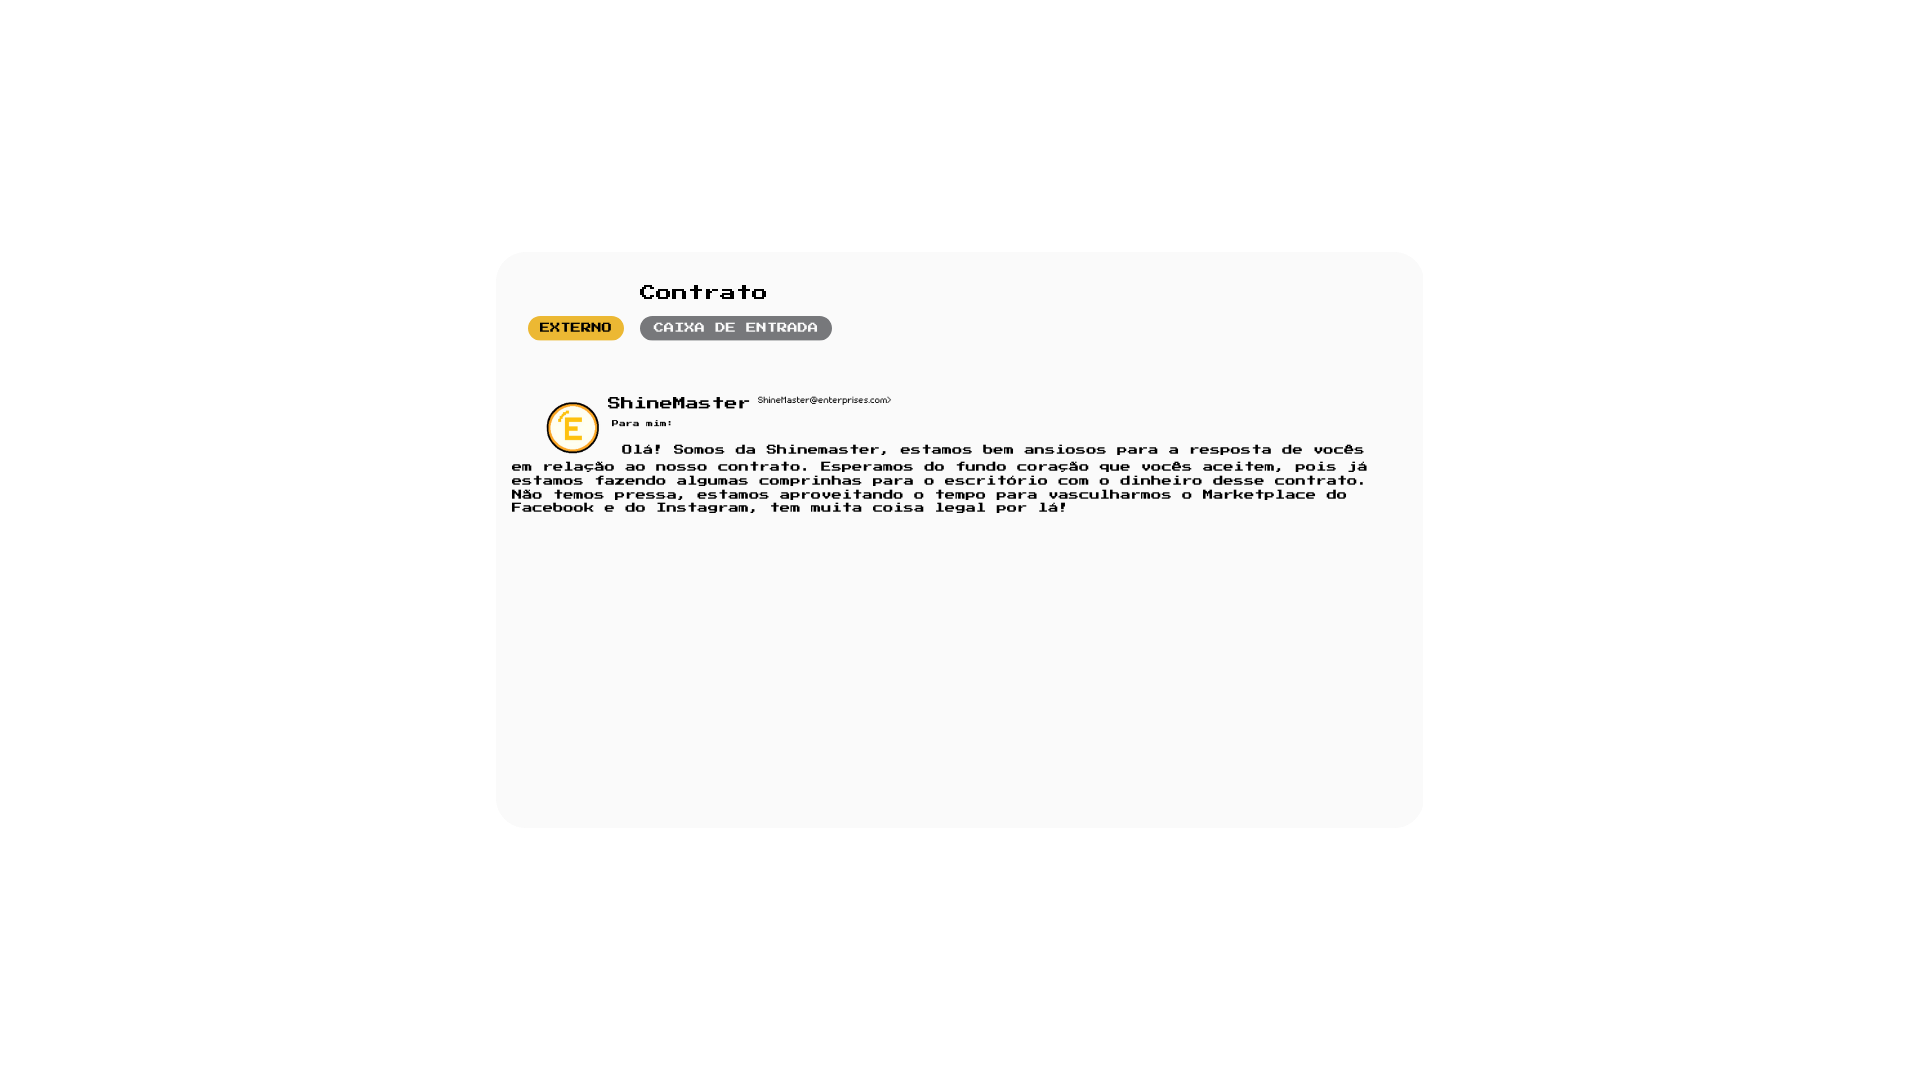 Contrato
EXTERNO CAIXA DE ENTRADA
ShineMaster ShineMaster@enterprises.com>
Para mim:
E
Olá! Somos da Shinemaster, estamos bem ansiosos para a resposta de vocês
em relação ao nosso contrato. Esperamos do fundo coração que vocês aceitem, pois já
estamos fazendo algumas comprinhas para o escritório com o dinheiro desse contrato.
Não temos pressa, estamos aproveitando o tempo para vasculharmos o Marketplace do
Facebook e do Instagram, tem muita coisa legal por lá!